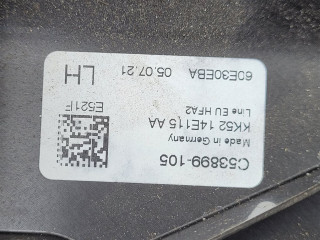 C53899-105
Made in Germany
KK52 14E115 AA
Line EU HFA2
60E30EBA 05.07.21
E521F
LH